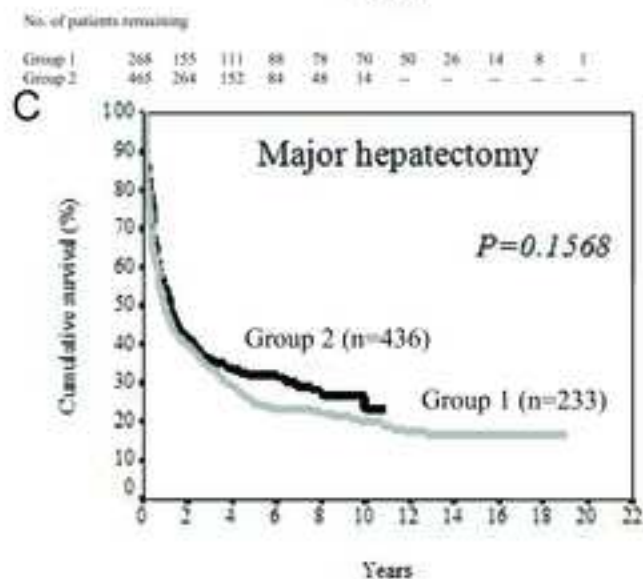 No. of patients remaining
Group 1 268 155 111 88 78 70 50 26 14 8 1
Group 2 465 264 152 84 48 14 -- -- -- -- --
C
Major hepatectomy
P=0.1568
Group 2 (n=436)
Group 1 (n=233)
Cumulative survival (%)
100
90
80
70
60
50
40
30
20
10
0
0 2 4 6 8 10 12 14 16 18 20 22
Years